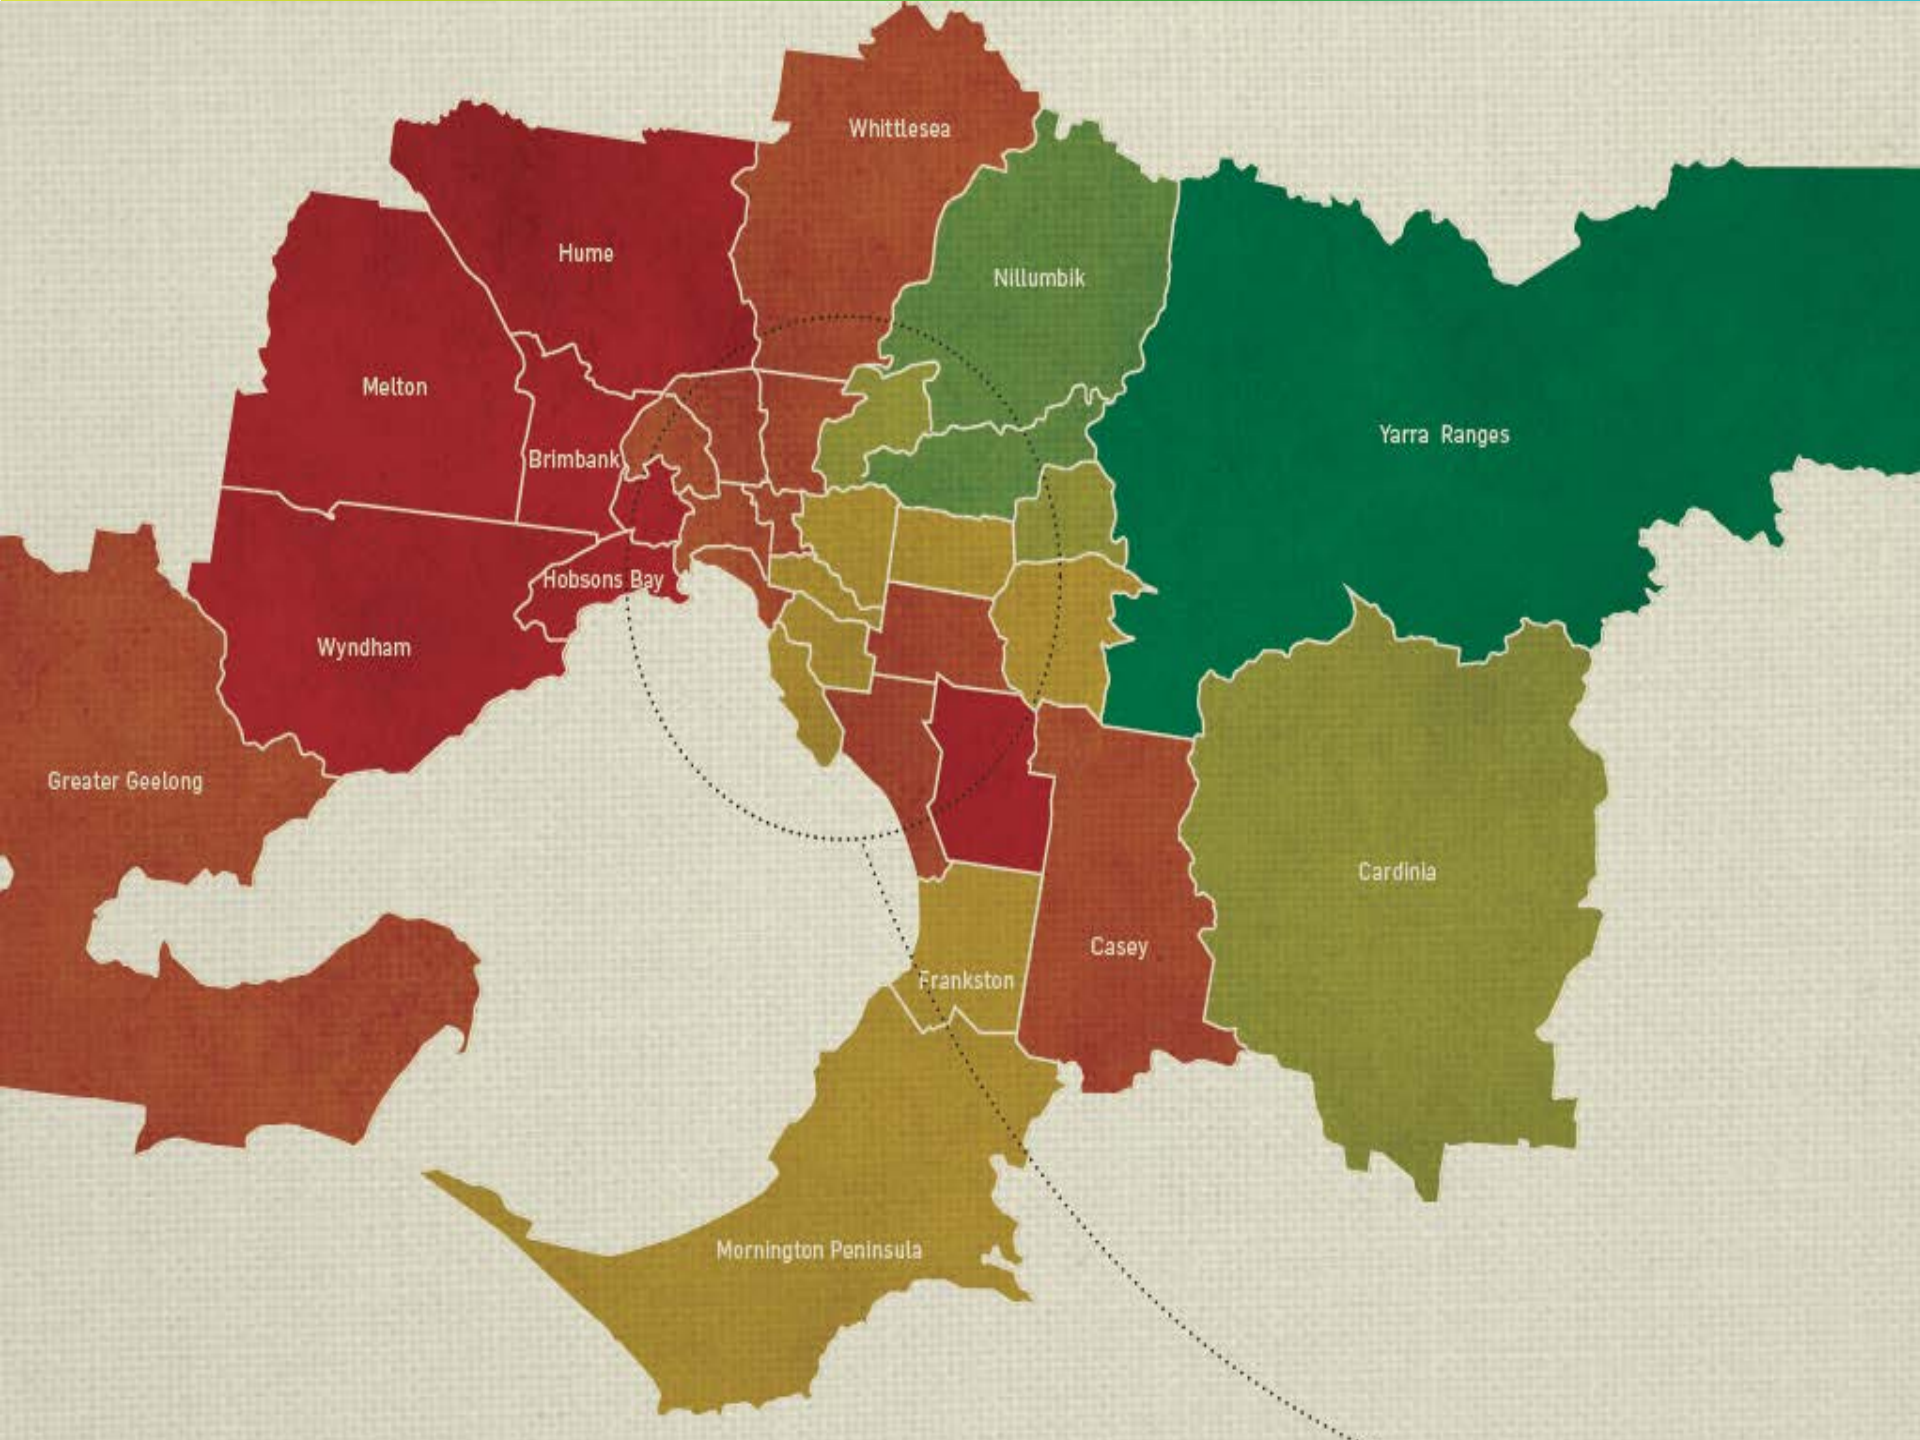 Whittlesea
Hume
Nillumbik
Melton
Yarra Ranges
Brimbank
Hobsons Bay
Wyndham
Greater Geelong
Cardinia
Casey
Frankston
Mornington Peninsula